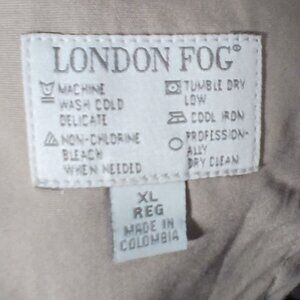 LONDON FOG®
MACHINE
WASH COLD
DELICATE
NON-CHLORINE
BLEACH
WHEN NEEDED
TUMBLE DRY
LOW
COOL IRON
PROFESSION-
ALLY
DRY CLEAN
XL
REG
MADE IN
COLOMBIA